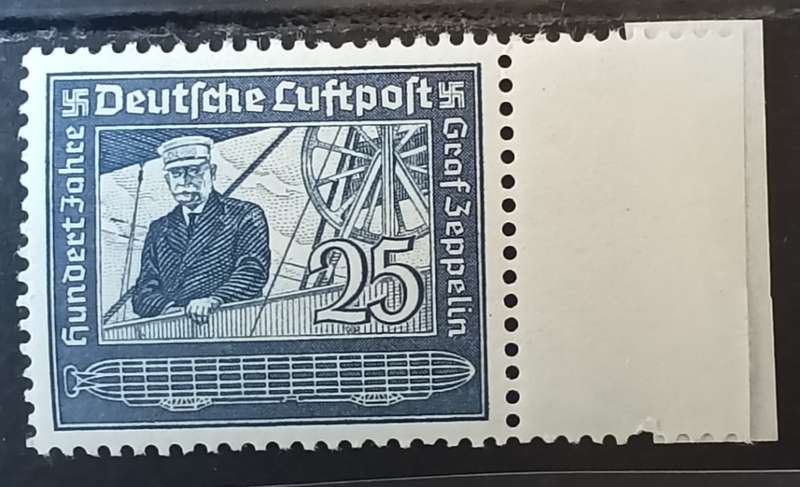 Deutſche Luftpoſt
Hundert Jahre
Graf Zeppelin
25